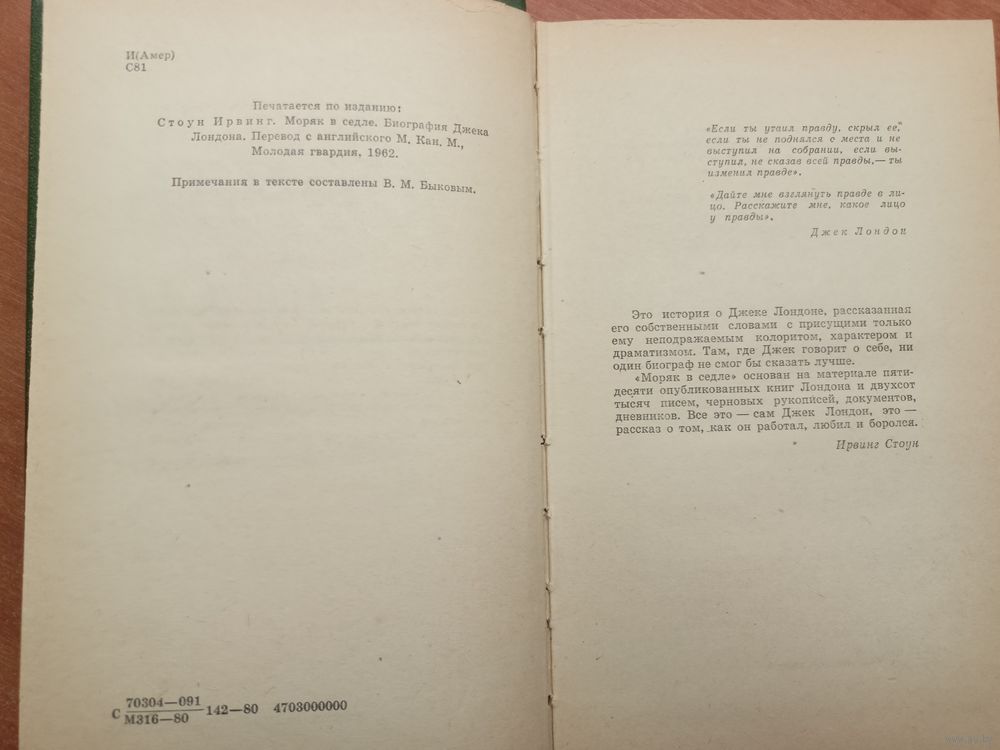 И(Амер)
С81
Печатается по изданию:
Стоун Ирвинг. Моряк в седле. Биография Джека
Лондона. Перевод с английского М. Кан. М.,
Молодая гвардия, 1962.
Примечания в тексте составлены В. М. Быковым.
С 70304—091
М316—80 142—80 4703000000
«Если ты утаил правду, скрыл ее,
если ты не поднялся с места и не
выступил на собрании, если вы-
ступил, не сказав всей правды,— ты
изменил правде».
«Дайте мне взглянуть правде в ли-
цо. Расскажите мне, какое лицо
у правды».
Джек Лондон
Это история о Джеке Лондоне, рассказанная
его собственными словами с присущими только
ему неподражаемым колоритом, характером и
драматизмом. Там, где Джек говорит о себе, ни
один биограф не смог бы сказать лучше.
«Моряк в седле» основан на материале пяти-
десяти опубликованных книг Лондона и двухсот
тысяч писем, черновых рукописей, документов,
дневников. Все это — сам Джек Лондон, это —
рассказ о том, как он работал, любил и боролся.
Ирвинг Стоун
www.ay.by